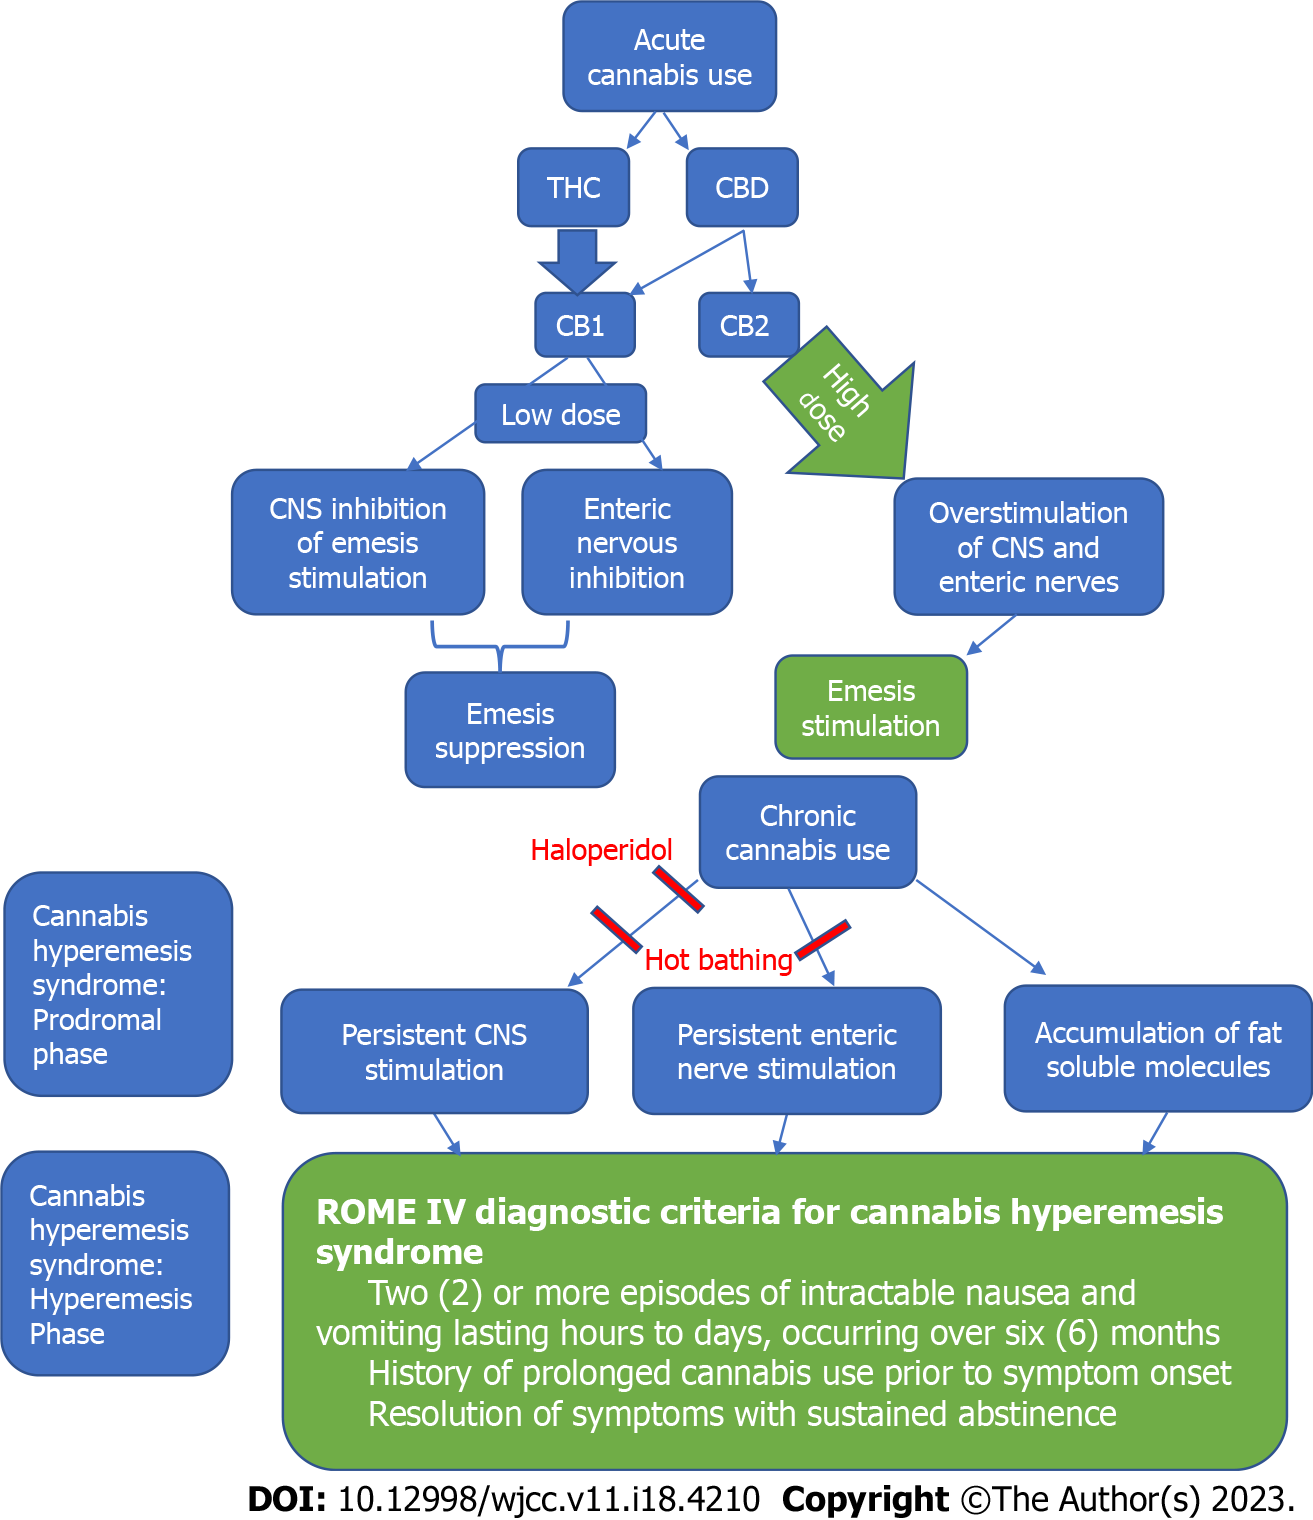 Acute
cannabis use
THC
CBD
CB1
CB2
High
dose
Low dose
CNS inhibition
of emesis
stimulation
Enteric
nervous
inhibition
Overstimulation
of CNS and
enteric nerves
Emesis
suppression
Emesis
stimulation
Chronic
cannabis use
Haloperidol
Hot bathing
Cannabis
hyperemesis
syndrome:
Prodromal
phase
Persistent CNS
stimulation
Persistent enteric
nerve stimulation
Accumulation of fat
soluble molecules
Cannabis
hyperemesis
syndrome:
Hyperemesis
Phase
ROME IV diagnostic criteria for cannabis hyperemesis
syndrome
Two (2) or more episodes of intractable nausea and
vomiting lasting hours to days, occurring over six (6) months
History of prolonged cannabis use prior to symptom onset
Resolution of symptoms with sustained abstinence
DOI: 10.12998/wjcc.v11.i18.4210 Copyright ©The Author(s) 2023.